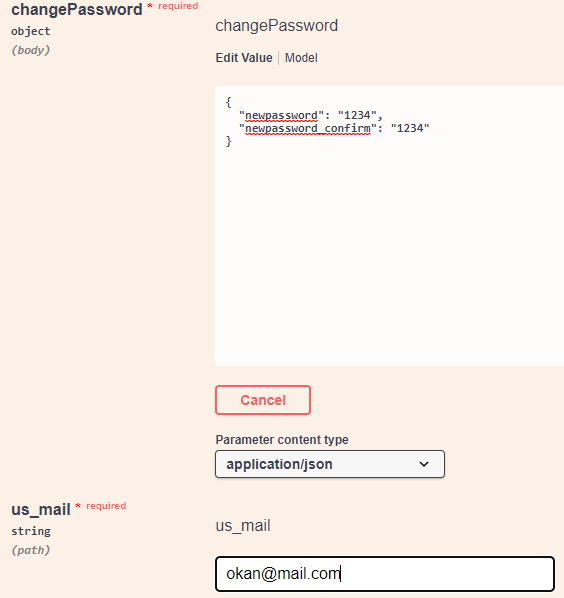 changePassword * required
object
(body)
changePassword
Edit Value | Model
{
  "newpassword": "1234",
  "newpassword_confirm": "1234"
}
Cancel
Parameter content type
application/json
us_mail * required
string
(path)
us_mail
okan@mail.com